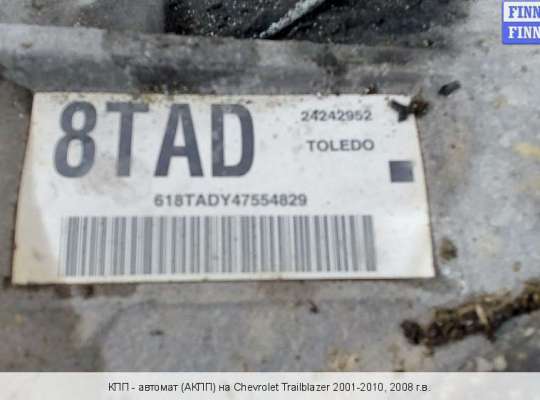 FINN
FINN
8TAD
24242952
TOLEDO
618TADY47554829
КПП - автомат (АКПП) на Chevrolet Trailblazer 2001-2010, 2008 г.в.